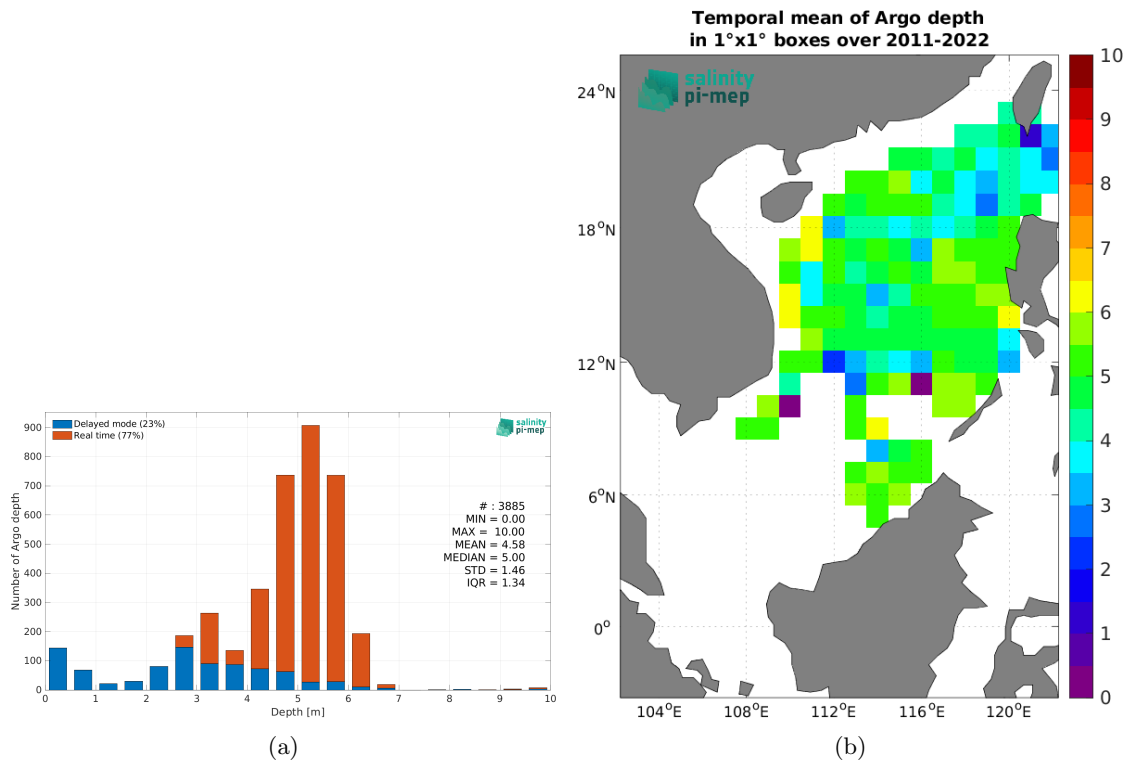 Delayed mode (23%)
Real time (77%)
salinity
pi-mep
# : 3885
MIN = 0.00
MAX = 10.00
MEAN = 4.58
MEDIAN = 5.00
STD = 1.46
IQR = 1.34
Number of Argo depth
900
800
700
600
500
400
300
200
100
0
0 1 2 3 4 5 6 7 8 9 10
Depth [m]
(a)
Temporal mean of Argo depth
in 1°x1° boxes over 2011-2022
salinity
pi-mep
24°N
18°N
12°N
6°N
0°
104°E 108°E 112°E 116°E 120°E
10
9
8
7
6
5
4
3
2
1
0
(b)